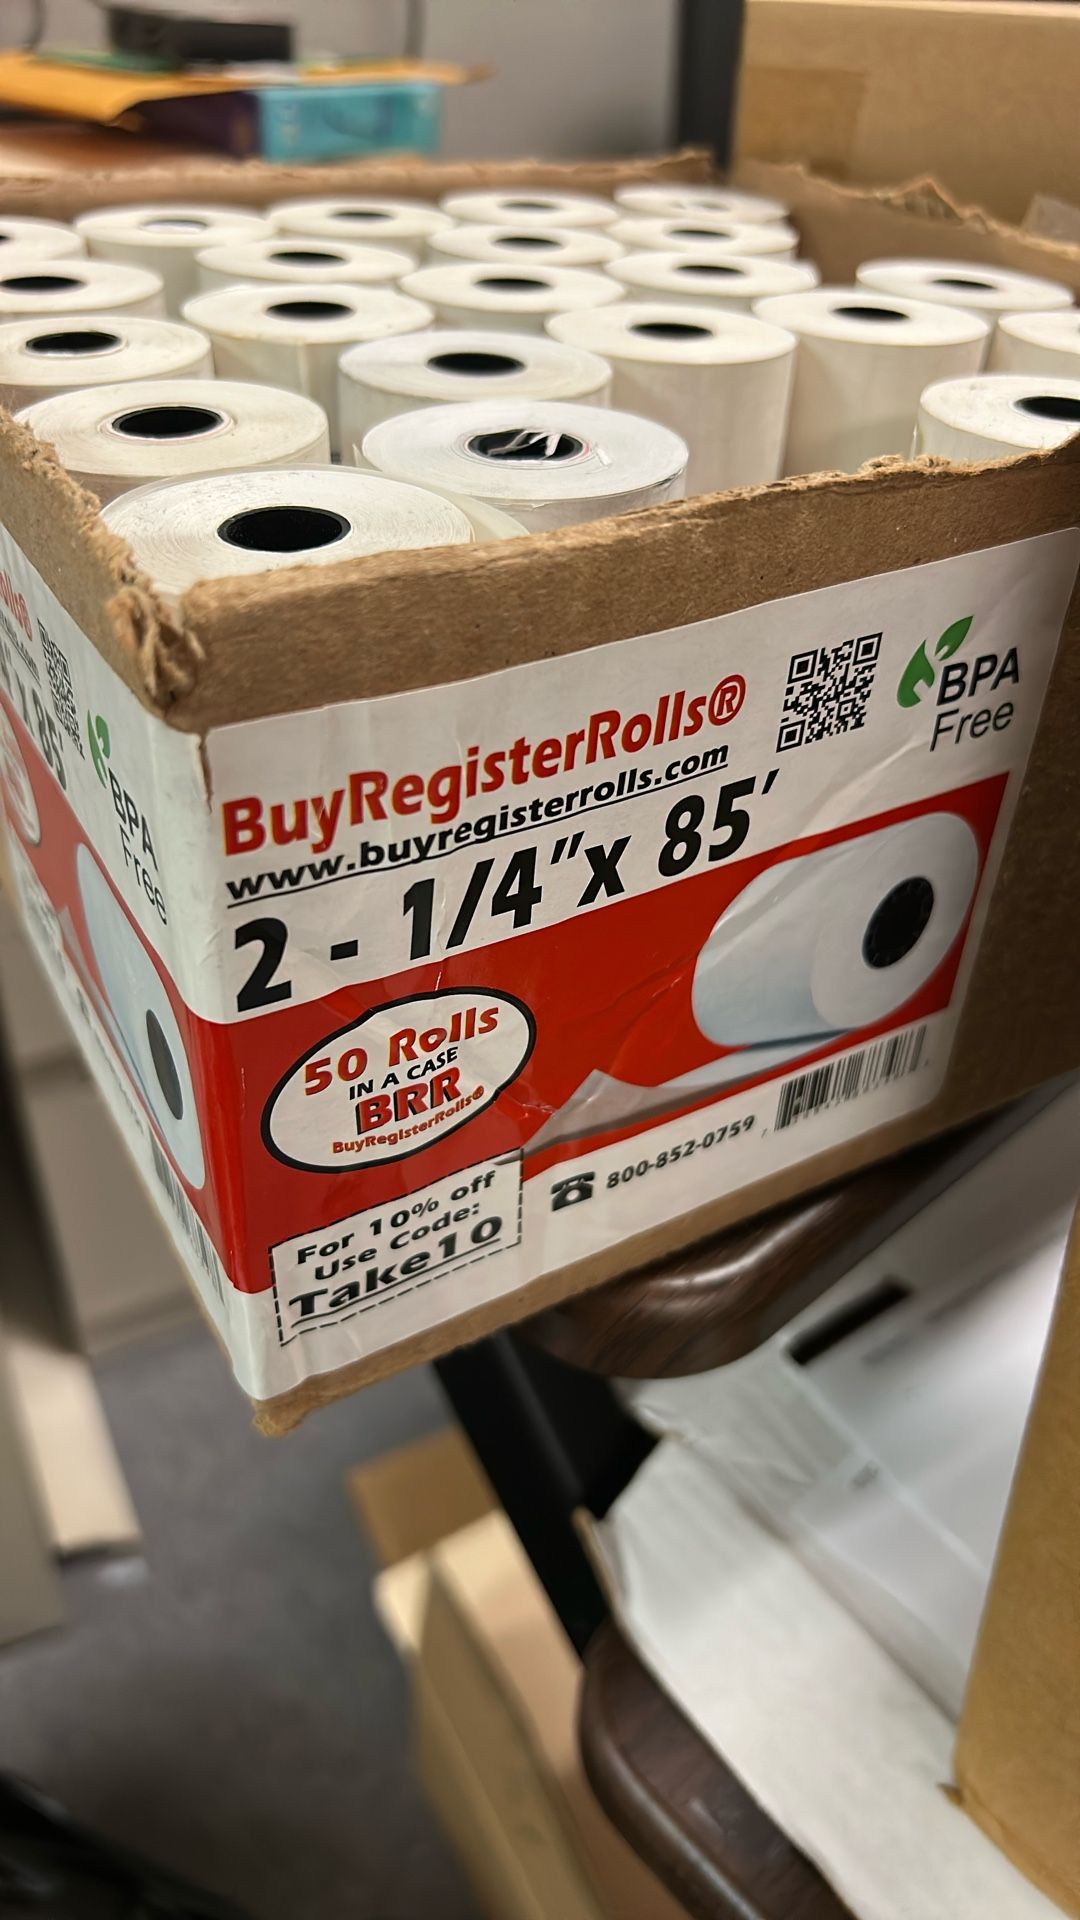 BuyRegisterRolls®
www.buyregisterrolls.com
2 - 1/4"x 85'
BPA
Free
50 Rolls
IN A CASE
BRR
BuyRegisterRolls®
For 10% off
Use Code:
Take10
800-852-0759
85'
BPA
Free